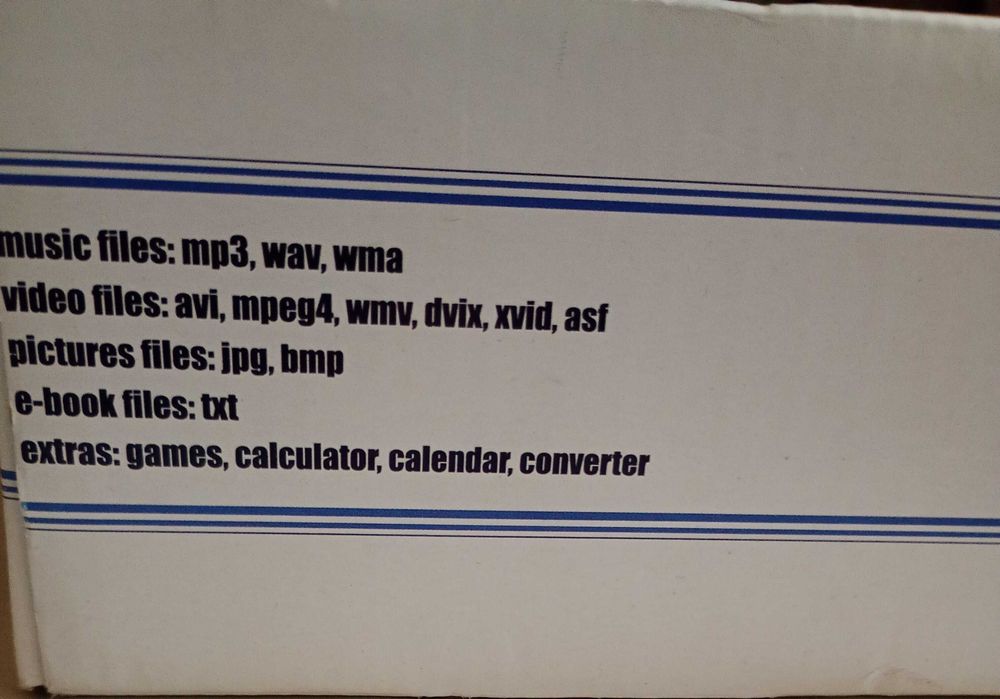 music files: mp3, wav, wma
video files: avi, mpeg4, wmv, dvix, xvid, asf
pictures files: jpg, bmp
e-book files: txt
extras: games, calculator, calendar, converter